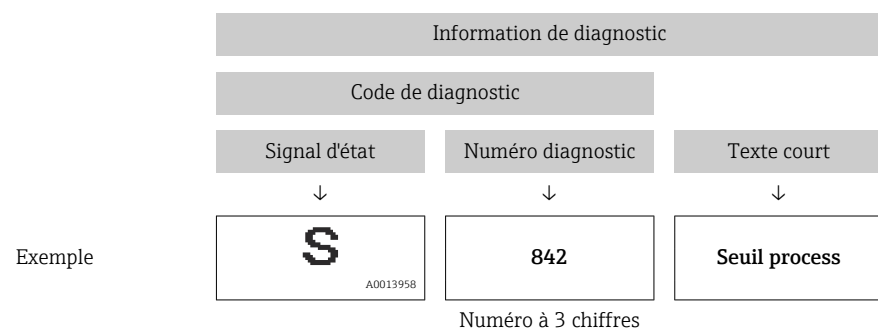 Information de diagnostic
Code de diagnostic
Signal d'état Numéro diagnostic Texte court
↓ ↓ ↓
Exemple S 842 Seuil process
A0013958
Numéro à 3 chiffres